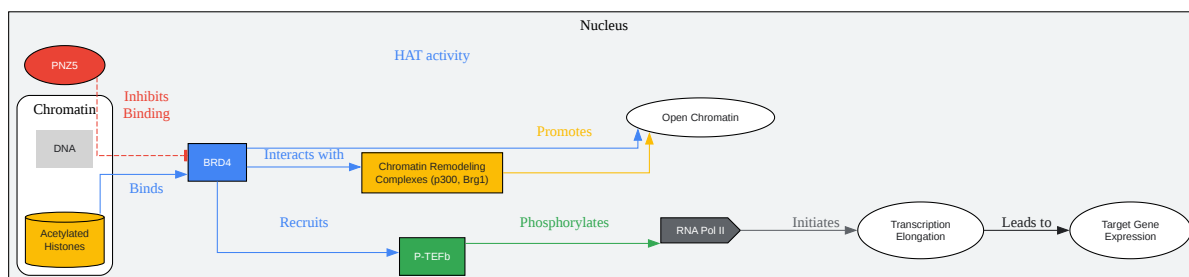 Nucleus
HAT activity
PNZ5
Inhibits
Binding
Chromatin
DNA
Open Chromatin
Promotes
BRD4
Interacts with
Chromatin Remodeling
Complexes (p300, Brg1)
Binds
Acetylated
Histones
Recruits
Phosphorylates
P-TEFb
RNA Pol II
Initiates
Transcription
Elongation
Leads to
Target Gene
Expression